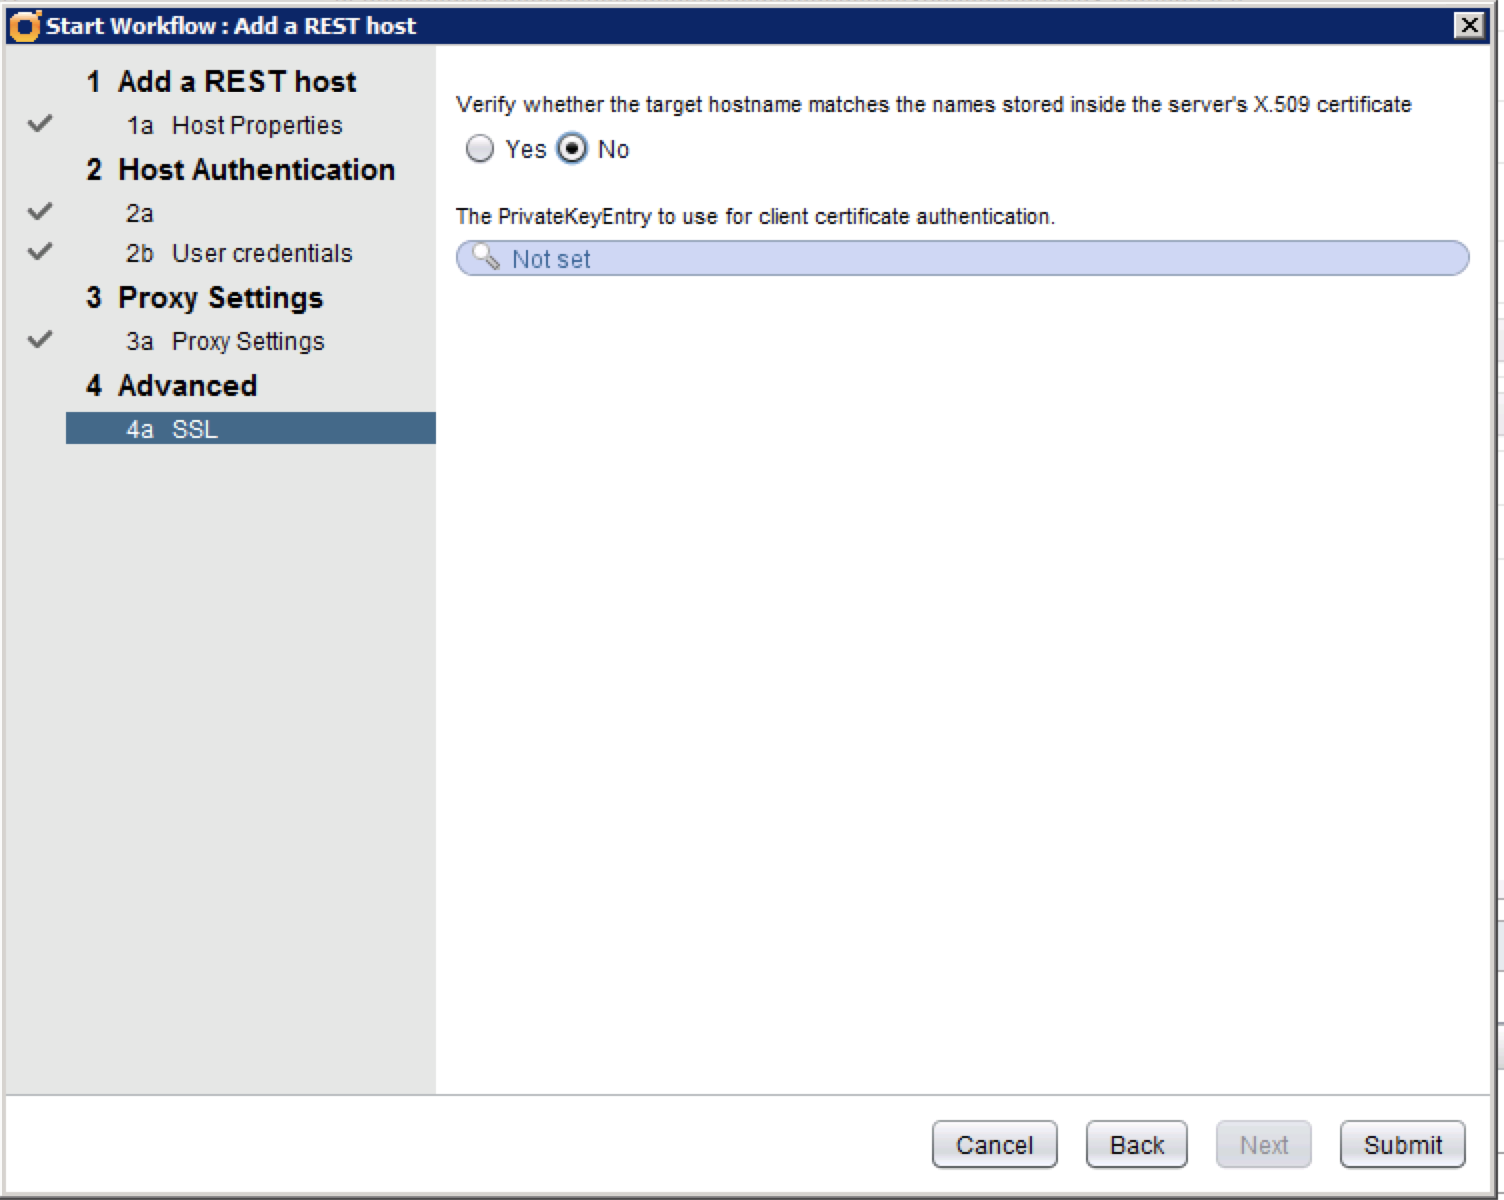 Start Workflow : Add a REST host
1 Add a REST host
1a Host Properties
2 Host Authentication
2a
2b User credentials
3 Proxy Settings
3a Proxy Settings
4 Advanced
4a SSL
Verify whether the target hostname matches the names stored inside the server's X.509 certificate
Yes No
The PrivateKeyEntry to use for client certificate authentication.
Not set
Cancel Back Next Submit